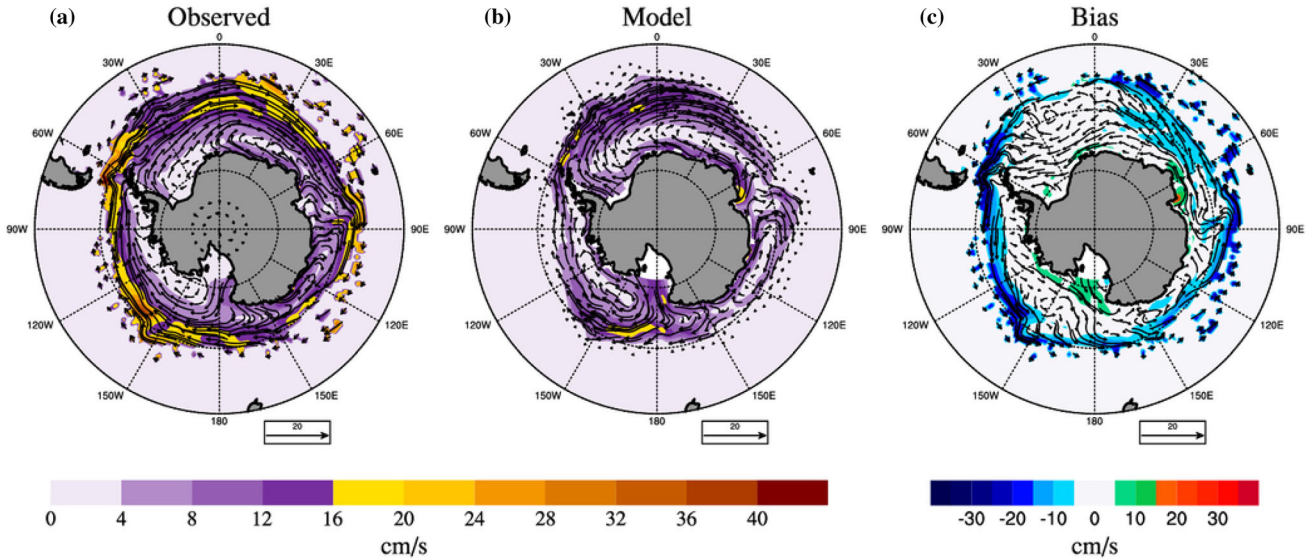 (a) Observed (b) Model (c) Bias
0 0 0
30W 30E 30W 30E 30W 30E
60W 60E 60W 60E 60W 60E
90W 90E 90W 90E 90W 90E
120W 120E 120W 120E 120W 120E
150W 150E 150W 150E 150W 150E
180 180 180
20 20 20
0 4 8 12 16 20 24 28 32 36 40 -30 -20 -10 0 10 20 30
cm/s cm/s